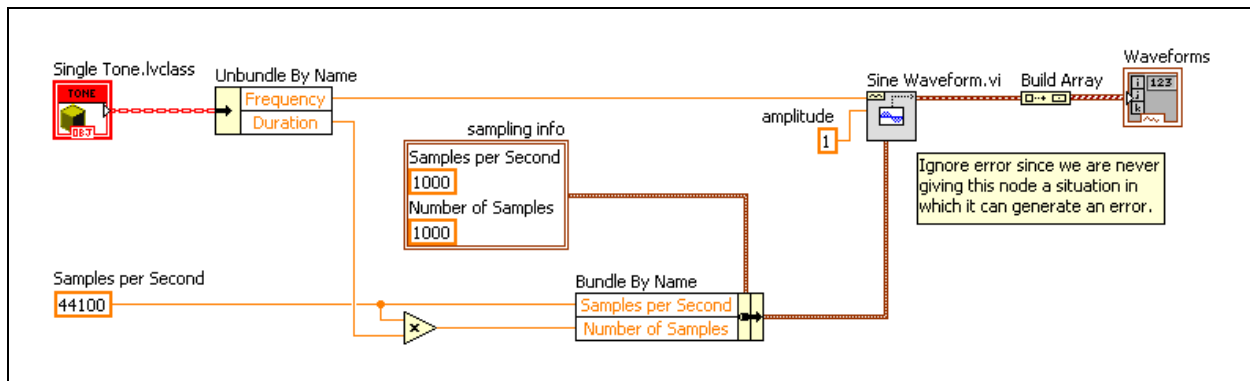 Single Tone.lvclass
TONE
OBJ
Unbundle By Name
Frequency
Duration
sampling info
Samples per Second
1000
Number of Samples
1000
Samples per Second
44100
x
Bundle By Name
Samples per Second
Number of Samples
amplitude
1
Sine Waveform.vi
Build Array
Waveforms
i
j
k
123
Ignore error since we are never
giving this node a situation in
which it can generate an error.